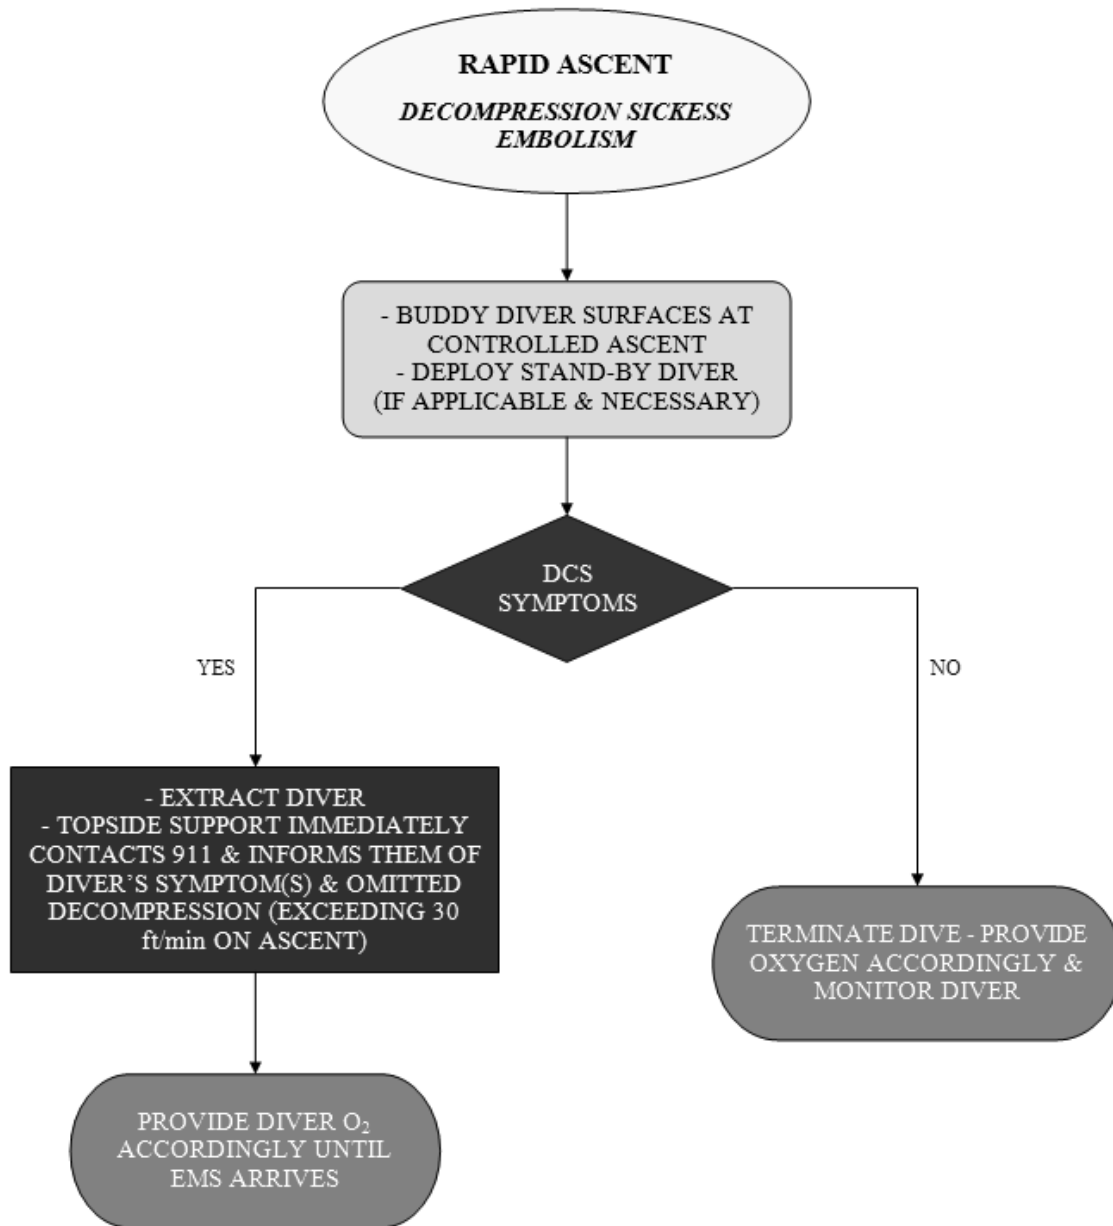 RAPID ASCENT
DECOMPRESSION SICKESS
EMBOLISM
- BUDDY DIVER SURFACES AT
CONTROLLED ASCENT
- DEPLOY STAND-BY DIVER
(IF APPLICABLE & NECESSARY)
DCS
SYMPTOMS
YES
NO
- EXTRACT DIVER
- TOPSIDE SUPPORT IMMEDIATELY
CONTACTS 911 & INFORMS THEM OF
DIVER’S SYMPTOM(S) & OMITTED
DECOMPRESSION (EXCEEDING 30
ft/min ON ASCENT)
TERMINATE DIVE - PROVIDE
OXYGEN ACCORDINGLY &
MONITOR DIVER
PROVIDE DIVER O₂
ACCORDINGLY UNTIL
EMS ARRIVES